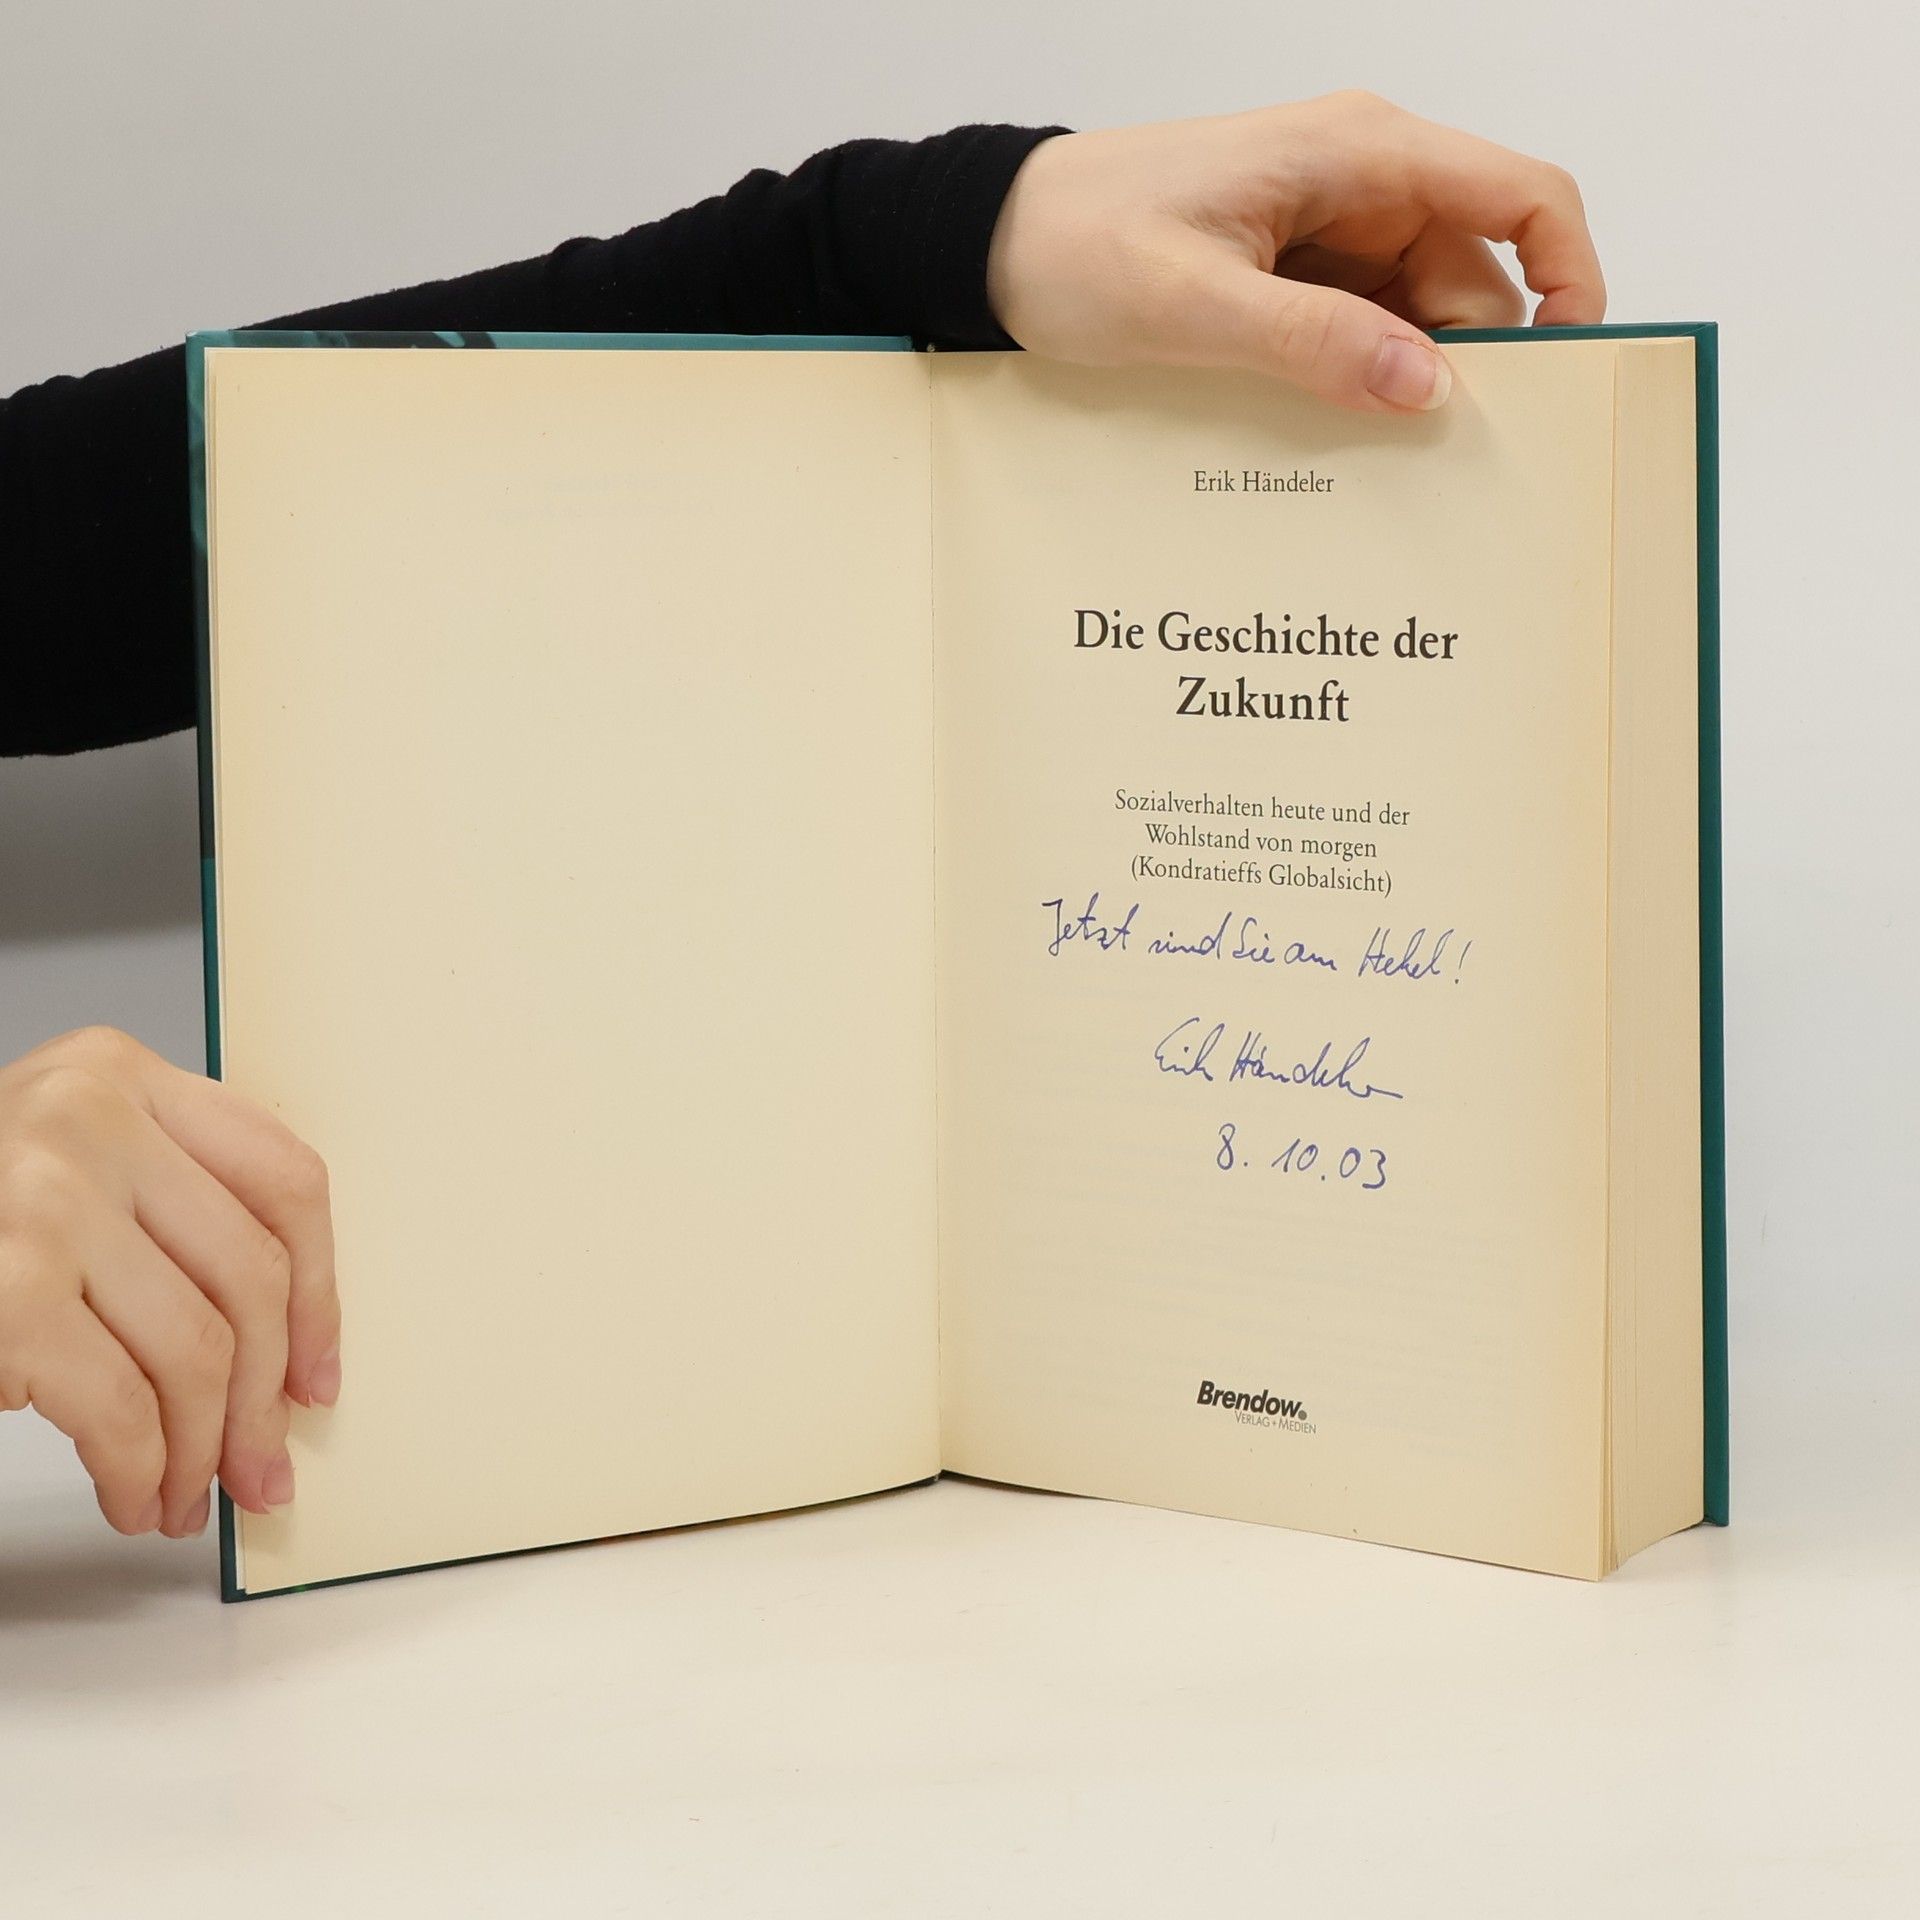 Erik Händeler
Die Geschichte der
Zukunft
Sozialverhalten heute und der
Wohlstand von morgen
(Kondratieffs Globalsicht)
Jetzt sind Sie am Hebel!
Erik Händeler
8. 10. 03
Brendow
VERLAG + MEDIEN